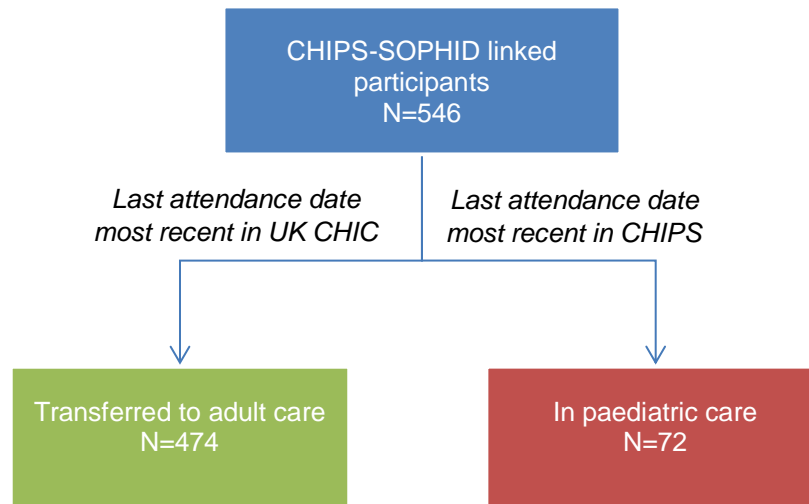 CHIPS-SOPHID linked
participants
N=546
Last attendance date
most recent in UK CHIC
Last attendance date
most recent in CHIPS
Transferred to adult care
N=474
In paediatric care
N=72